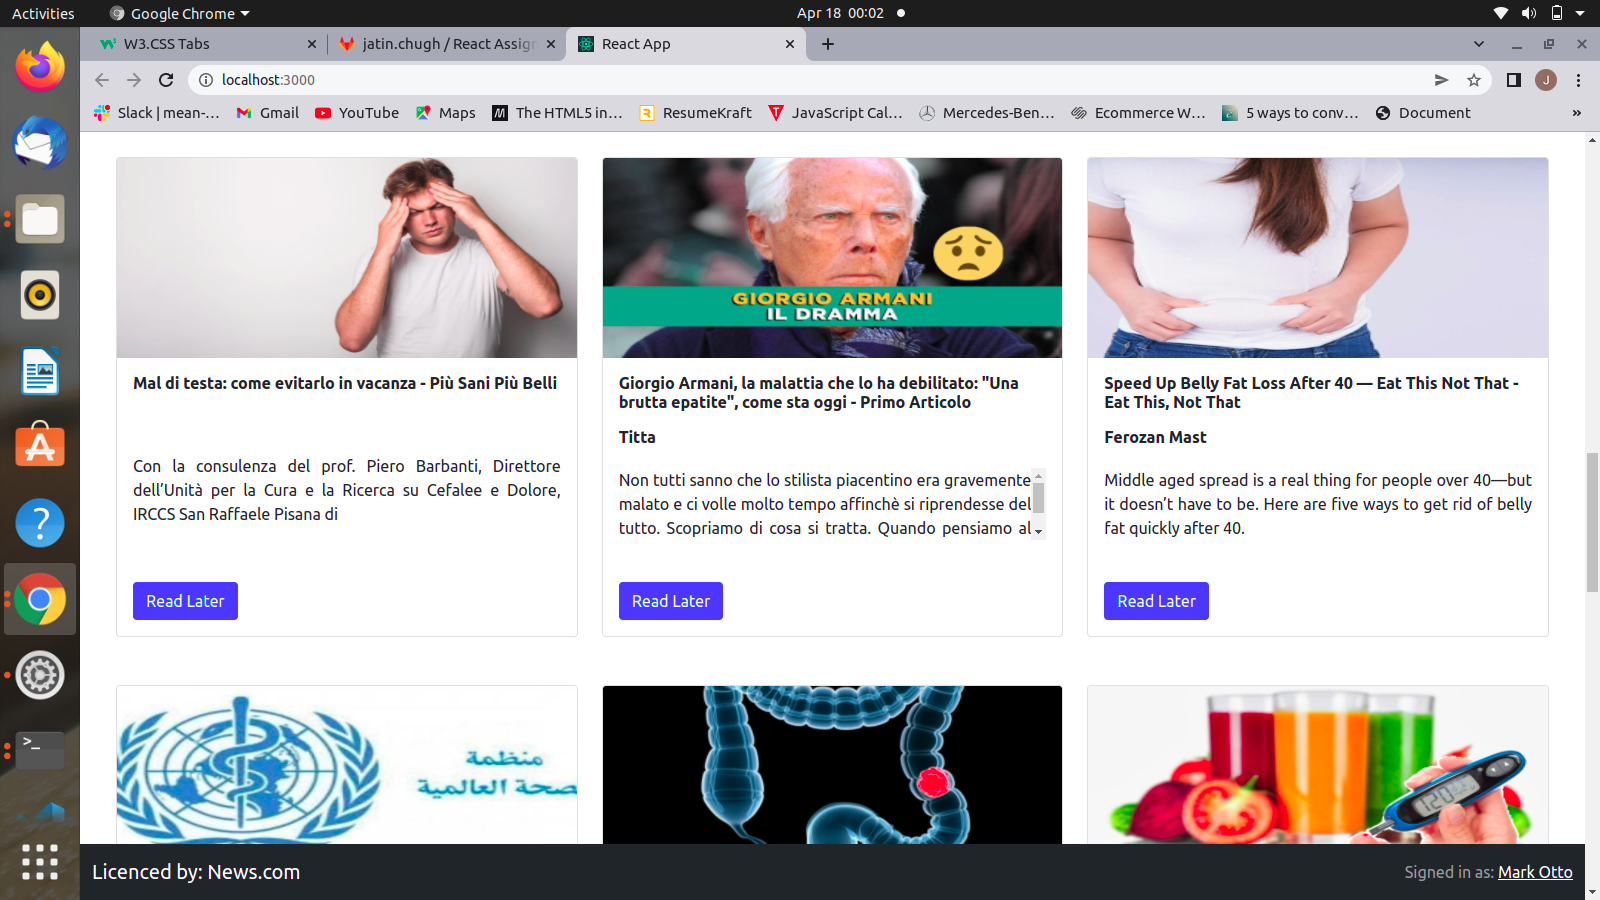 Activities
Google Chrome
Apr 18 00:02
W3.CSS Tabs
jatin.chugh / React Assign
React App
localhost:3000
J
Slack | mean-...
Gmail
YouTube
Maps
The HTML5 in...
ResumeKraft
JavaScript Cal...
Mercedes-Ben...
Ecommerce W...
5 ways to conv...
Document
»
GIORGIO ARMANI
IL DRAMMA
Mal di testa: come evitarlo in vacanza - Più Sani Più Belli
Con la consulenza del prof. Piero Barbanti, Direttore
dell’Unità per la Cura e la Ricerca su Cefalee e Dolore,
IRCCS San Raffaele Pisana di
Read Later
Giorgio Armani, la malattia che lo ha debilitato: "Una
brutta epatite", come sta oggi - Primo Articolo
Titta
Non tutti sanno che lo stilista piacentino era gravemente
malato e ci volle molto tempo affinchè si riprendesse del
tutto. Scopriamo di cosa si tratta. Quando pensiamo al
Read Later
Speed Up Belly Fat Loss After 40 — Eat This Not That -
Eat This, Not That
Ferozan Mast
Middle aged spread is a real thing for people over 40—but
it doesn’t have to be. Here are five ways to get rid of belly
fat quickly after 40.
Read Later
منظمة
صحة العالمية
120
Licenced by: News.com
Signed in as: Mark Otto